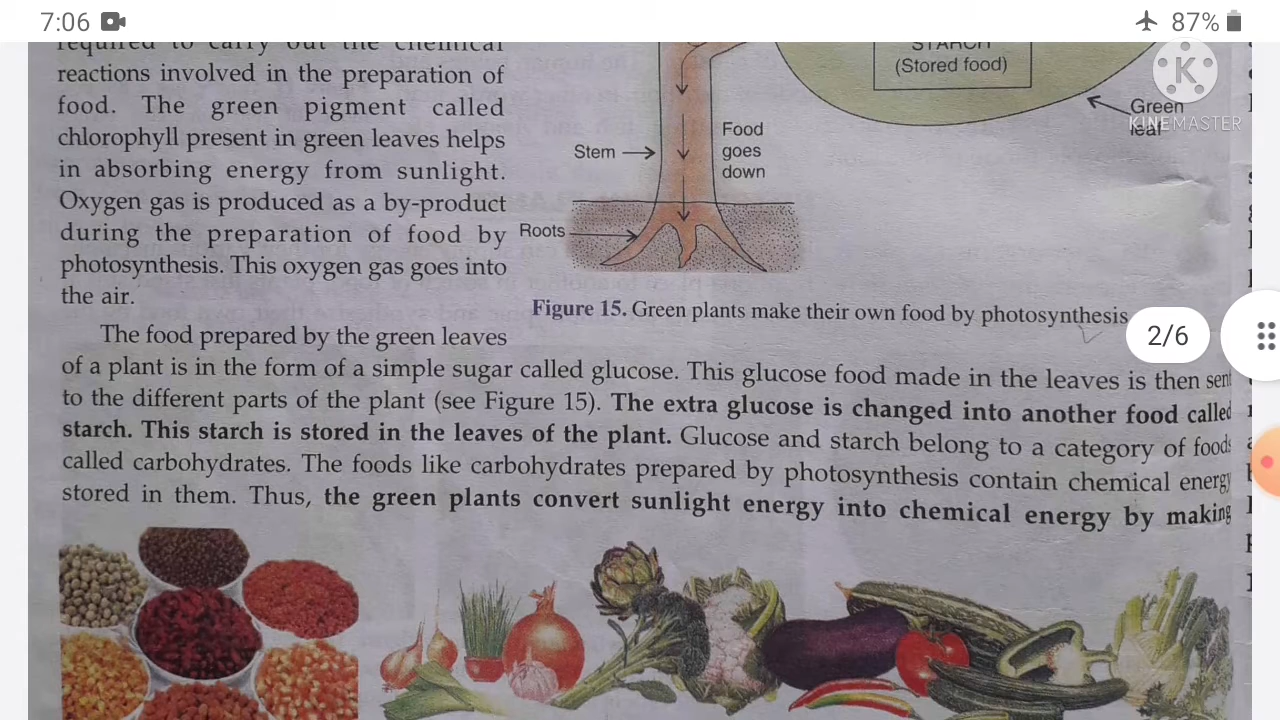 7:06
87%
required to carry out the chemical
reactions involved in the preparation of
food. The green pigment called
chlorophyll present in green leaves helps
in absorbing energy from sunlight.
Oxygen gas is produced as a by-product
during the preparation of food by
photosynthesis. This oxygen gas goes into
the air.
STARCH
(Stored food)
Green
leaf
K
KINEMASTER
Stem
Food
goes
down
Roots
Figure 15. Green plants make their own food by photosynthesis
2/6
The food prepared by the green leaves
of a plant is in the form of a simple sugar called glucose. This glucose food made in the leaves is then sent
to the different parts of the plant (see Figure 15). The extra glucose is changed into another food called
starch. This starch is stored in the leaves of the plant. Glucose and starch belong to a category of foods
called carbohydrates. The foods like carbohydrates prepared by photosynthesis contain chemical energy
stored in them. Thus, the green plants convert sunlight energy into chemical energy by making